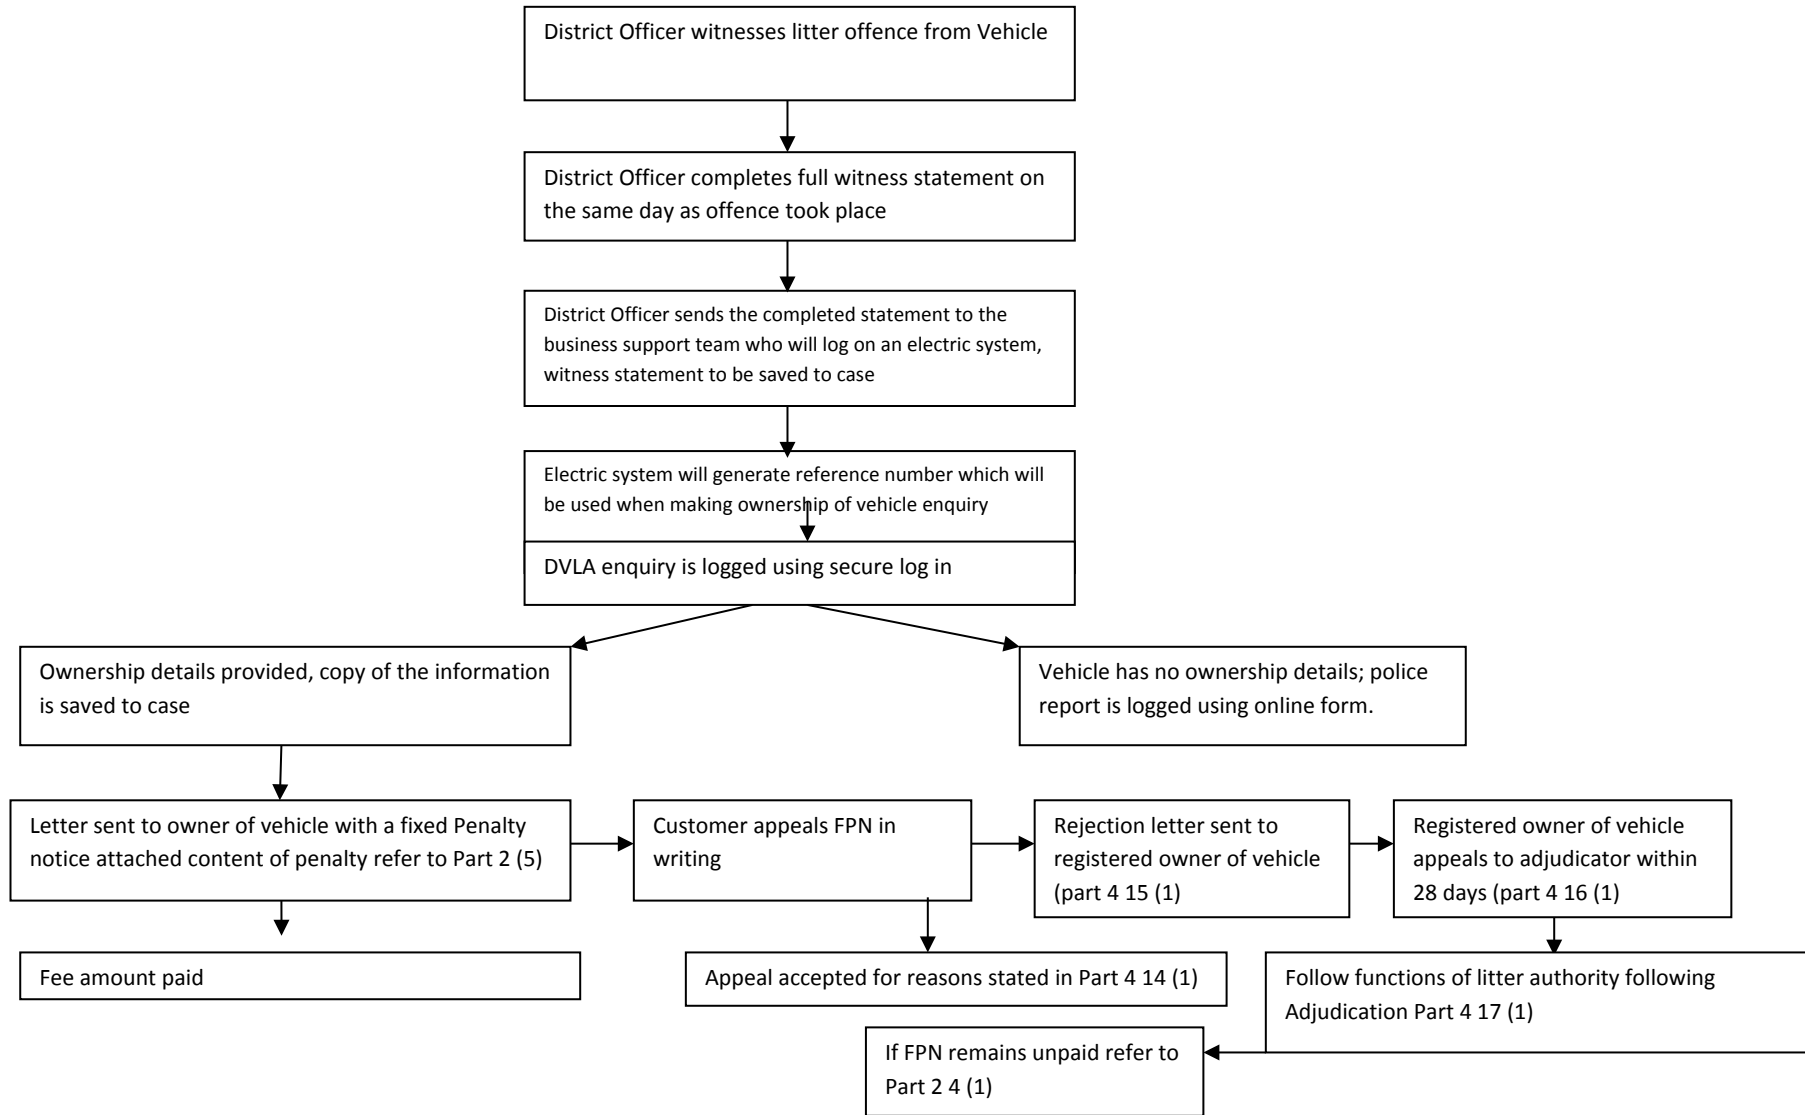 District Officer witnesses litter offence from Vehicle
District Officer completes full witness statement on
the same day as offence took place
District Officer sends the completed statement to the
business support team who will log on an electric system,
witness statement to be saved to case
Electric system will generate reference number which will
be used when making ownership of vehicle enquiry
DVLA enquiry is logged using secure log in
Ownership details provided, copy of the information
is saved to case
Vehicle has no ownership details; police
report is logged using online form.
Letter sent to owner of vehicle with a fixed Penalty
notice attached content of penalty refer to Part 2 (5)
Customer appeals FPN in
writing
Rejection letter sent to
registered owner of vehicle
(part 4 15 (1)
Registered owner of vehicle
appeals to adjudicator within
28 days (part 4 16 (1)
Fee amount paid
Appeal accepted for reasons stated in Part 4 14 (1)
Follow functions of litter authority following
Adjudication Part 4 17 (1)
If FPN remains unpaid refer to
Part 2 4 (1)